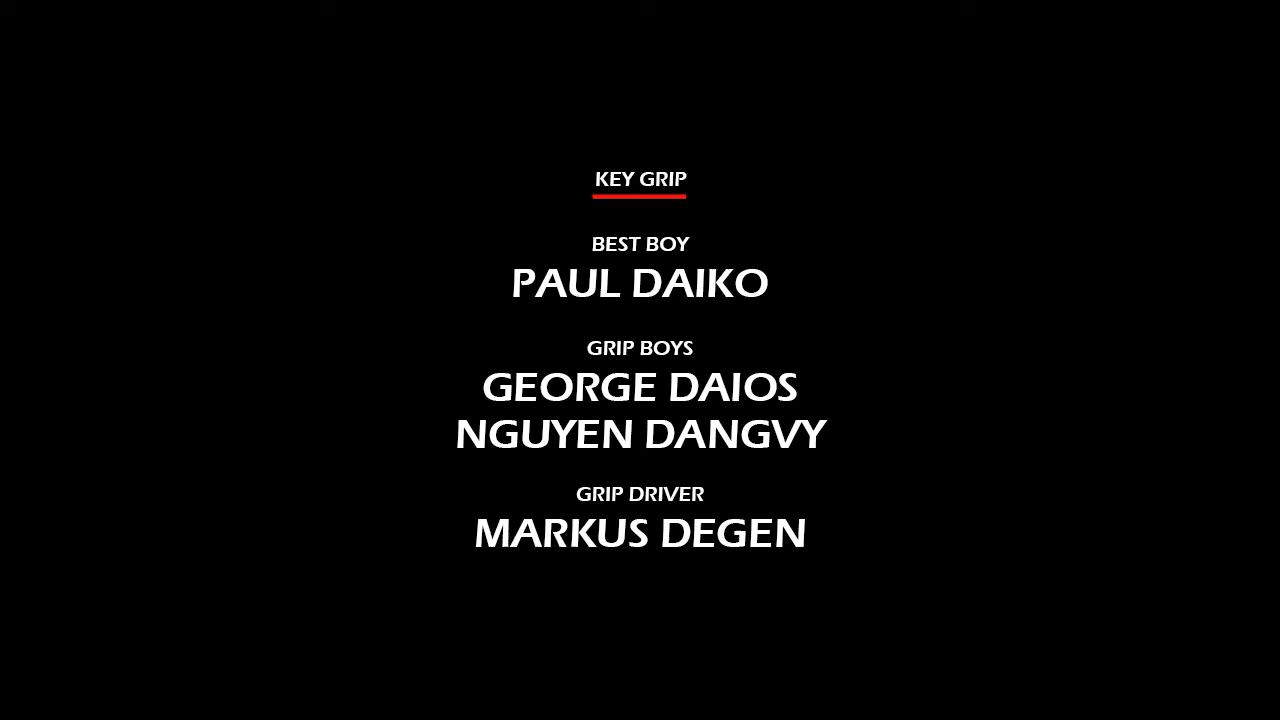 KEY GRIP
BEST BOY
PAUL DAIKO
GRIP BOYS
GEORGE DAIOS
NGUYEN DANGVY
GRIP DRIVER
MARKUS DEGEN